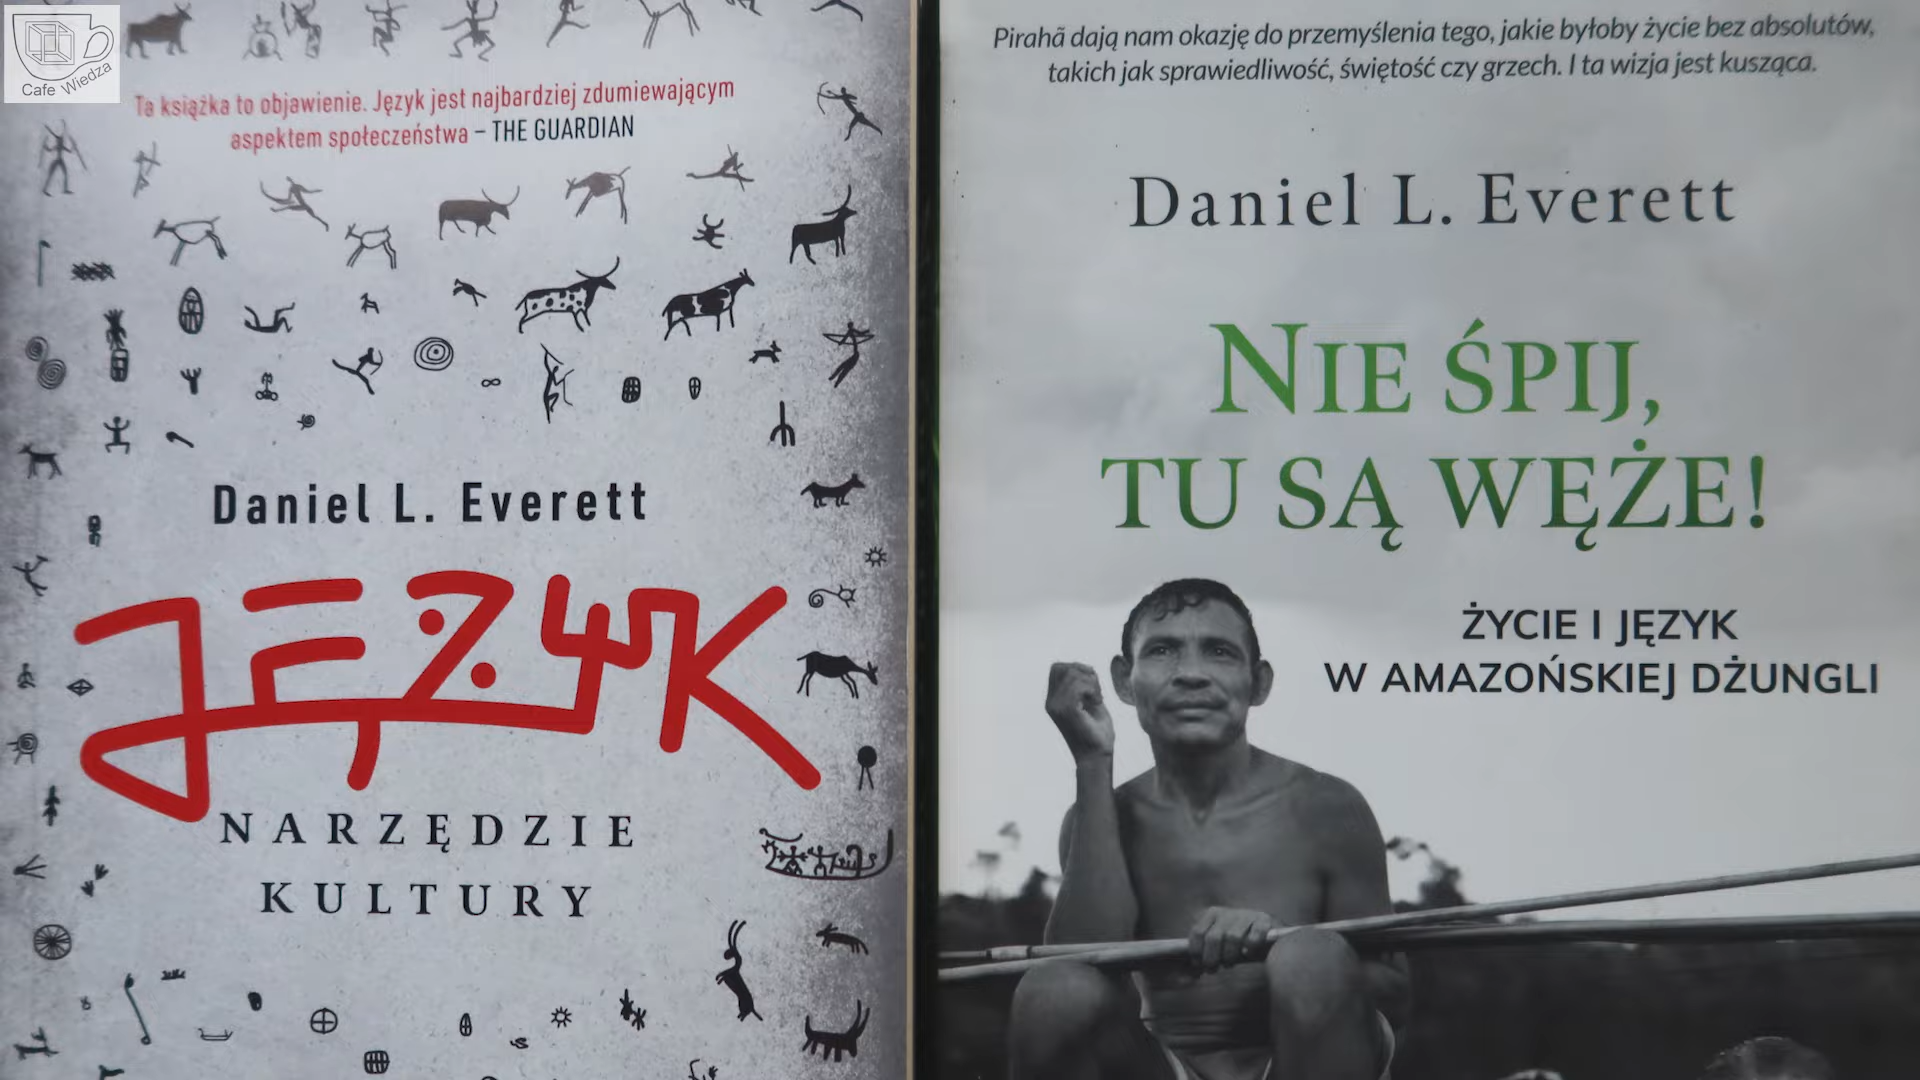 Cafe Wiedza
Ta książka to objawienie. Język jest najbardziej zdumiewającym
aspektem społeczeństwa – THE GUARDIAN
Daniel L. Everett
JĘZYK
NARZĘDZIE
KULTURY
Pirahã dają nam okazję do przemyślenia tego, jakie byłoby życie bez absolutów,
takich jak sprawiedliwość, świętość czy grzech. I ta wizja jest kusząca.
Daniel L. Everett
NIE ŚPIJ,
TU SĄ WĘŻE!
ŻYCIE I JĘZYK
W AMAZOŃSKIEJ DŻUNGLI